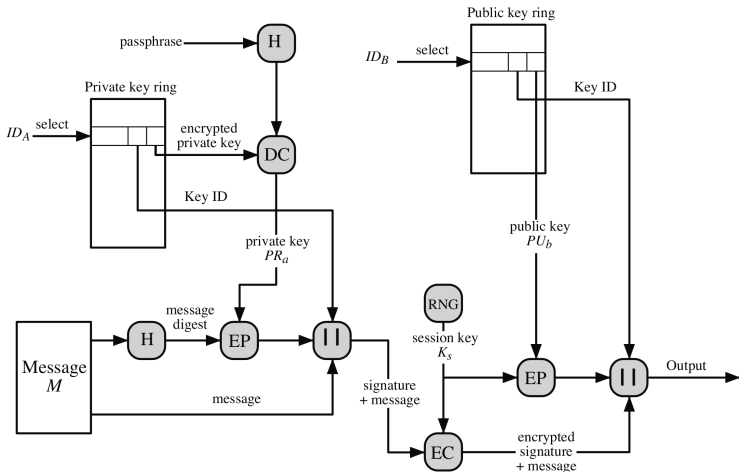 Public key ring
passphrase
H
ID_B
select
Private key ring
Key ID
ID_A
select
encrypted
private key
DC
Key ID
private key
PR_a
public key
PU_b
RNG
session key
K_s
message
digest
Message
M
H
EP
||
EP
||
Output
message
signature
+ message
EC
encrypted
signature
+ message